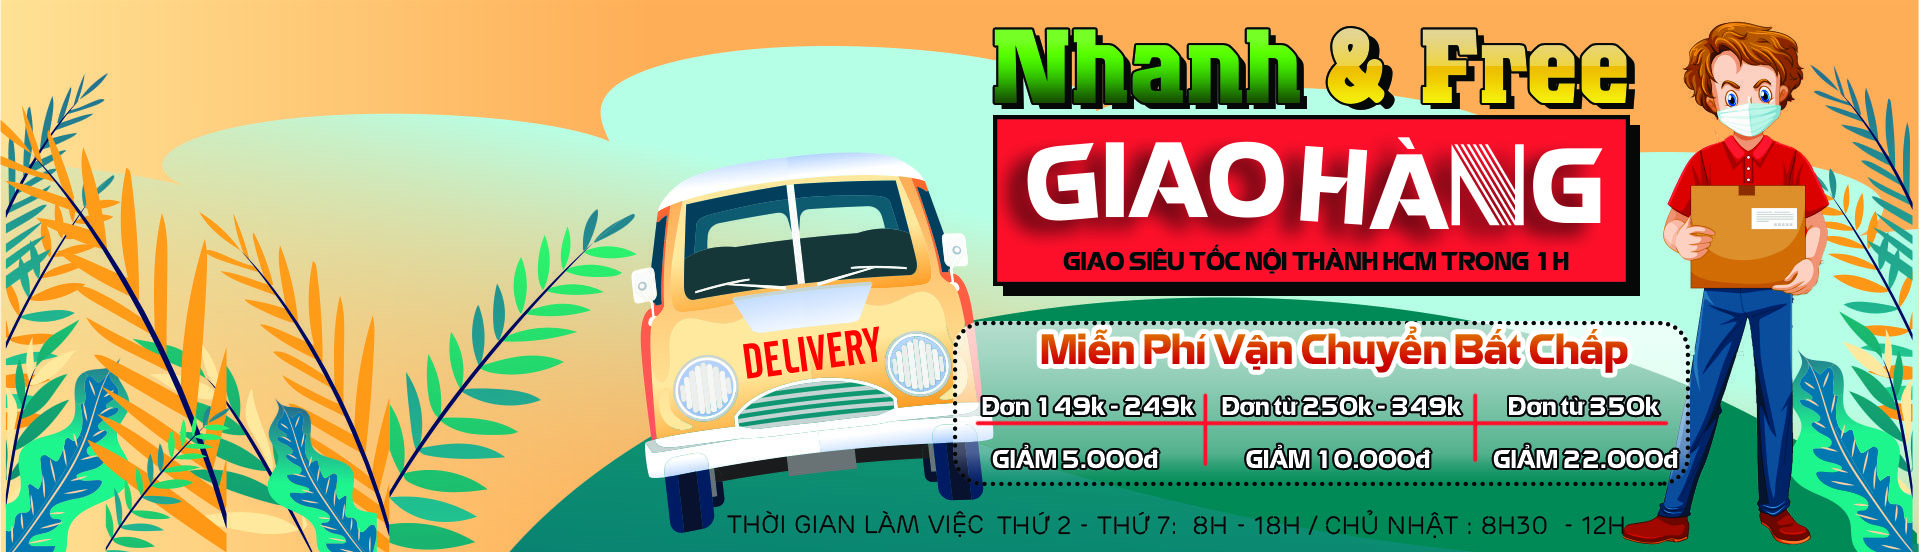 Nhanh & Free
GIAO HÀNG
GIAO SIÊU TỐC NỘI THÀNH HCM TRONG 1H
DELIVERY
Miễn Phí Vận Chuyển Bất Chấp
Đơn 149k - 249k Đơn từ 250k - 349k Đơn từ 350k
GIẢM 5.000đ GIẢM 10.000đ GIẢM 22.000đ
THỜI GIAN LÀM VIỆC THỨ 2 - THỨ 7: 8H - 18H / CHỦ NHẬT : 8H30 - 12H